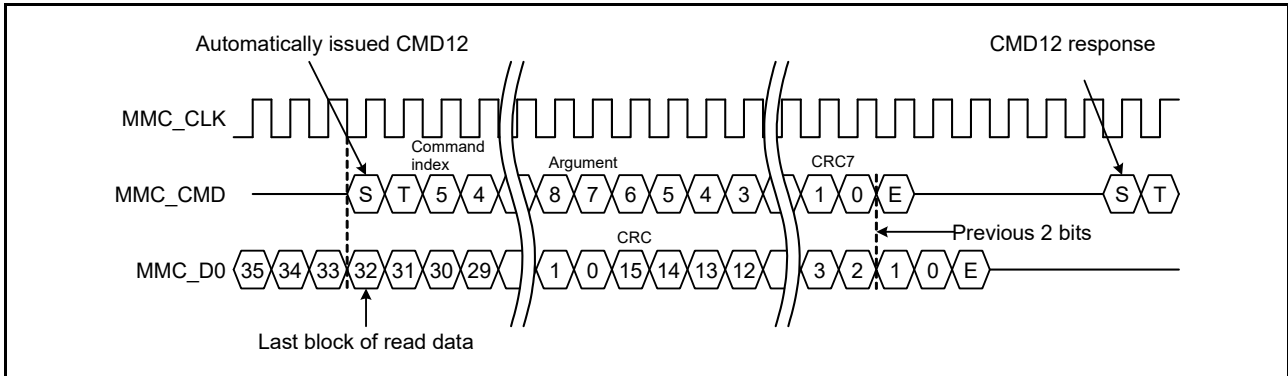 Automatically issued CMD12
CMD12 response
MMC_CLK
Command
index
Argument
CRC7
MMC_CMD
S T 5 4 8 7 6 5 4 3 1 0 E S T
CRC
Previous 2 bits
MMC_D0
35 34 33 32 31 30 29 1 0 15 14 13 12 3 2 1 0 E
Last block of read data